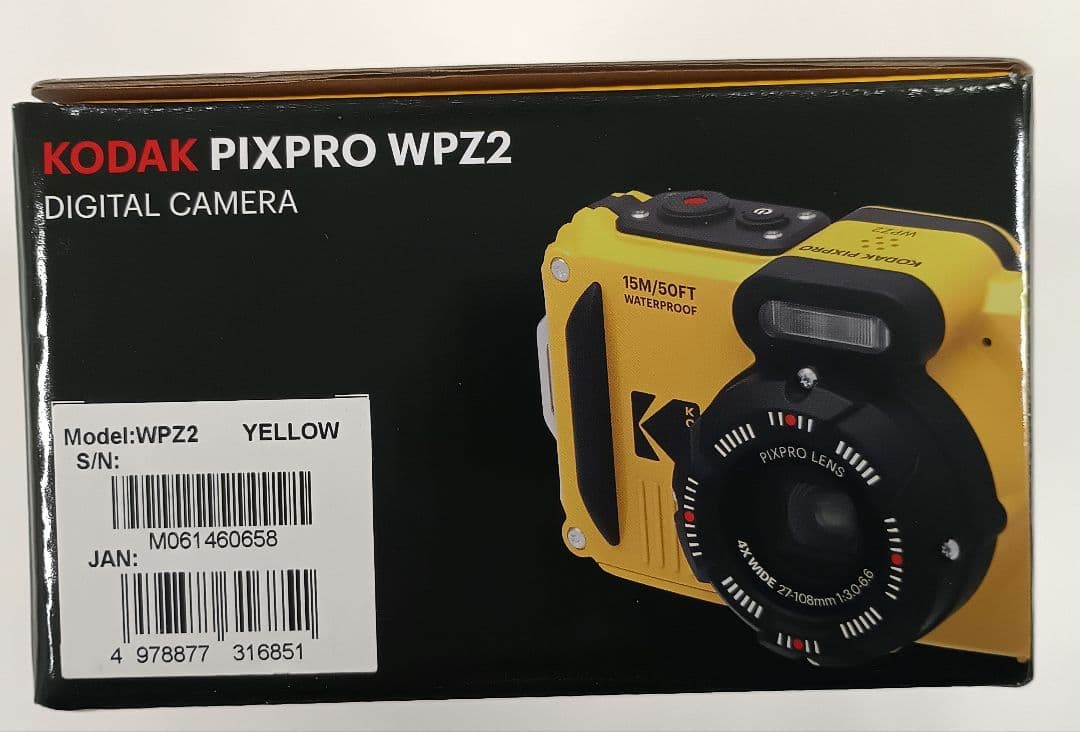 KODAK PIXPRO WPZ2
DIGITAL CAMERA
WPZ2
KODAK PIXPRO
15M/50FT
WATERPROOF
K
PIXPRO LENS
4X WIDE 27-108mm 1:3.0-6.6
Model:WPZ2 YELLOW
S/N:
M061460658
JAN:
4 978877 316851